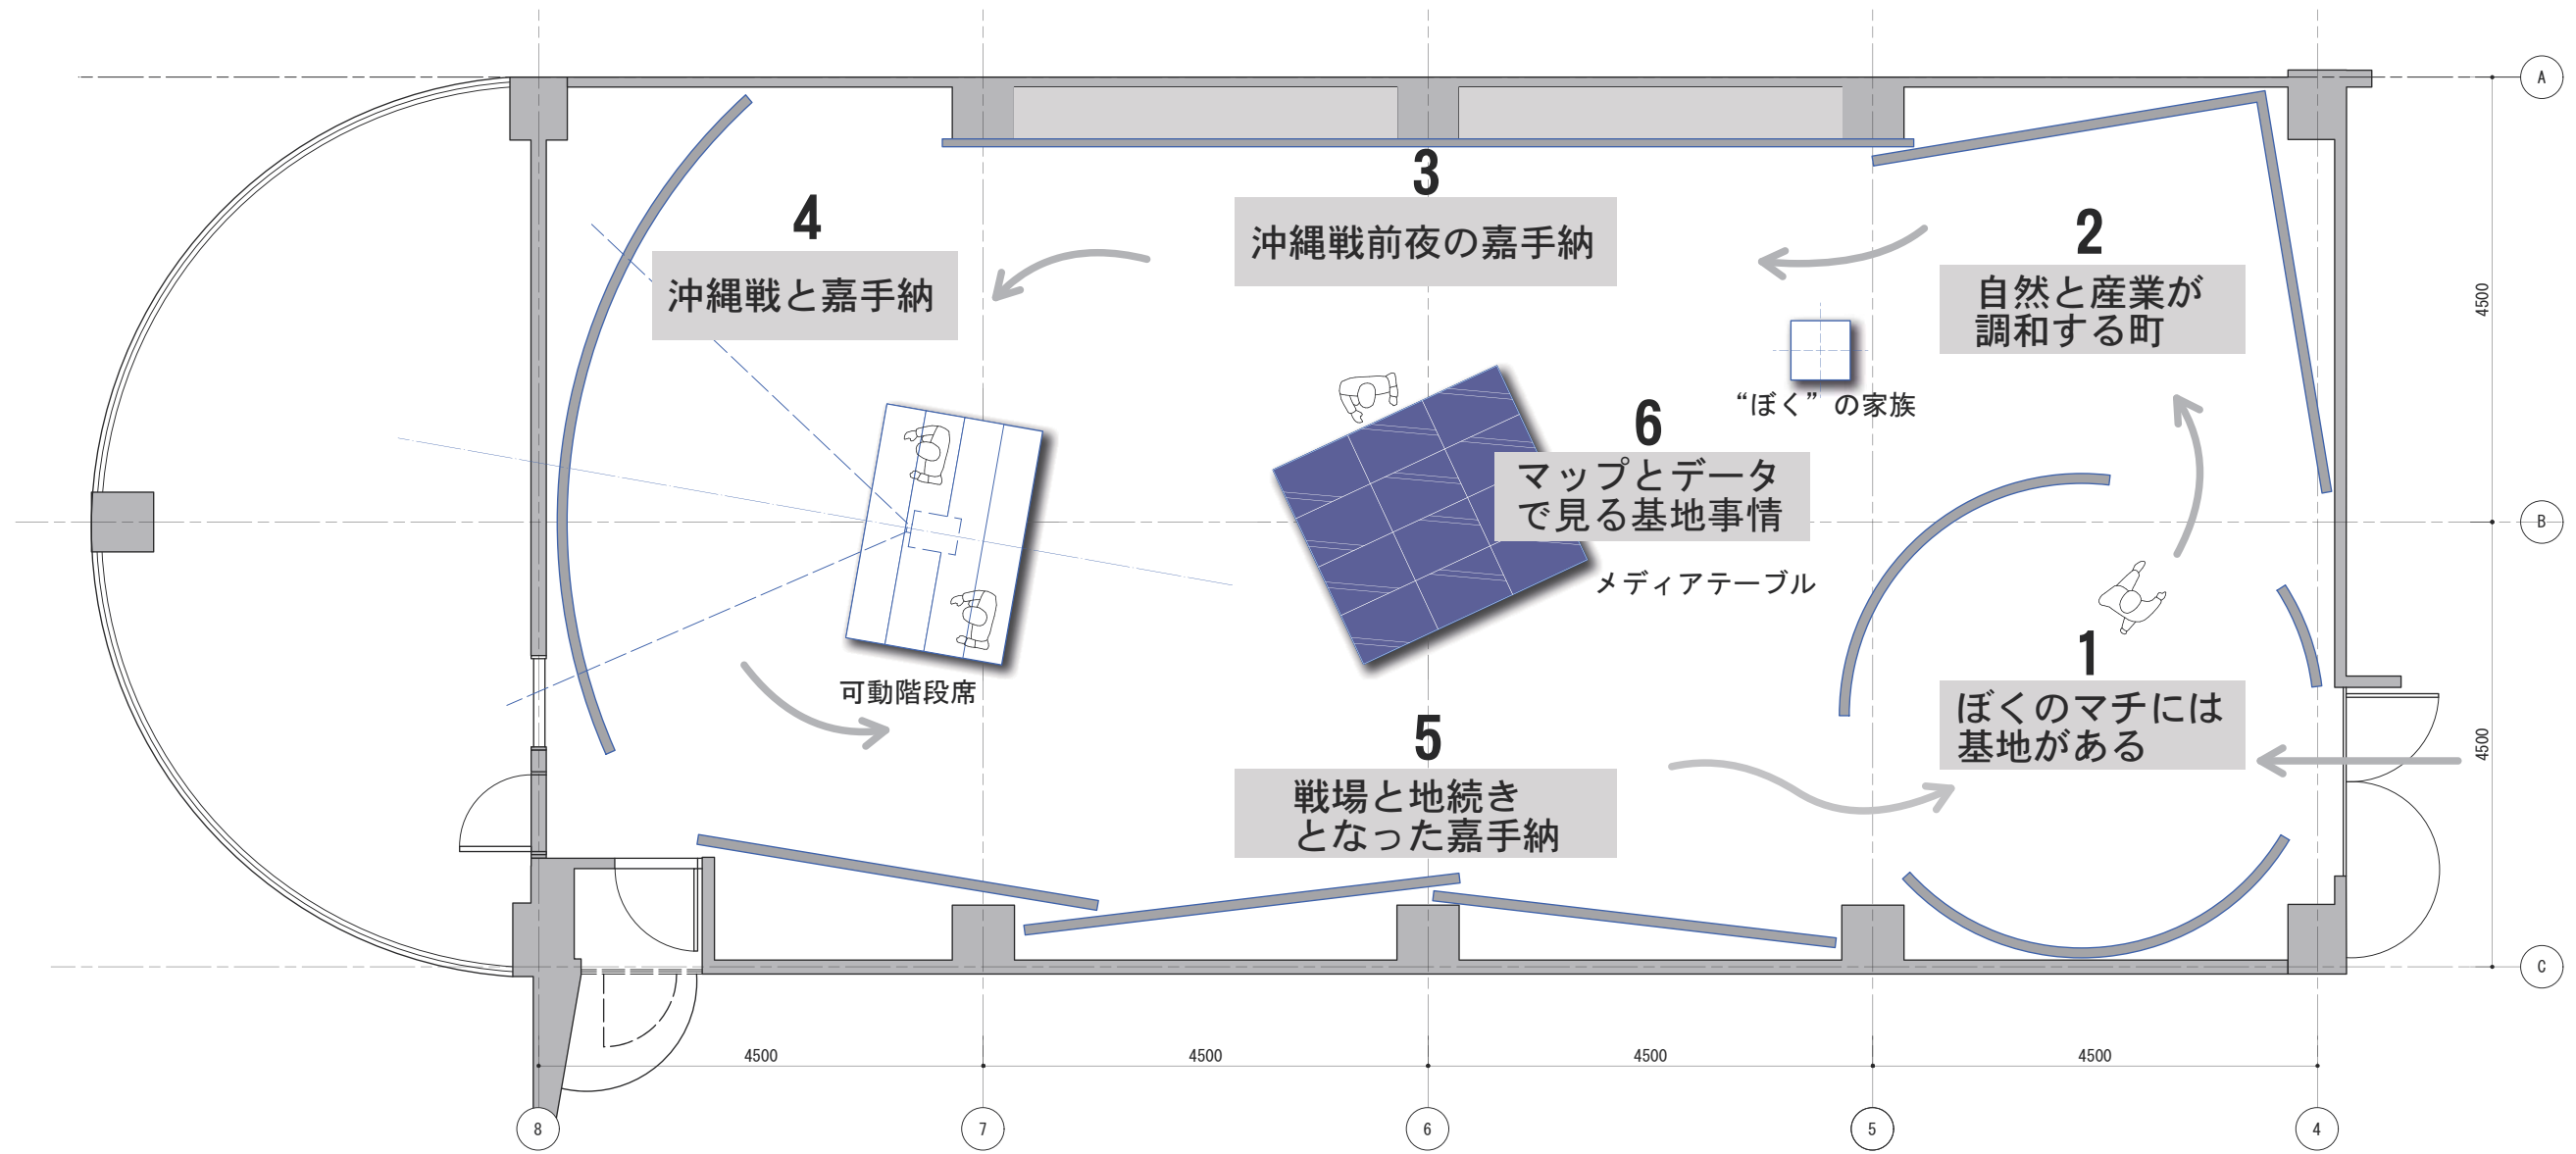 A
3
沖縄戦前夜の嘉手納
4
沖縄戦と嘉手納
2
自然と産業が
調和する町
4500
“ぼく”の家族
6
マップとデータ
で見る基地事情
メディアテーブル
B
可動階段席
1
ぼくのマチには
基地がある
5
戦場と地続き
となった嘉手納
4500
C
4500
4500
4500
4500
8
7
6
5
4